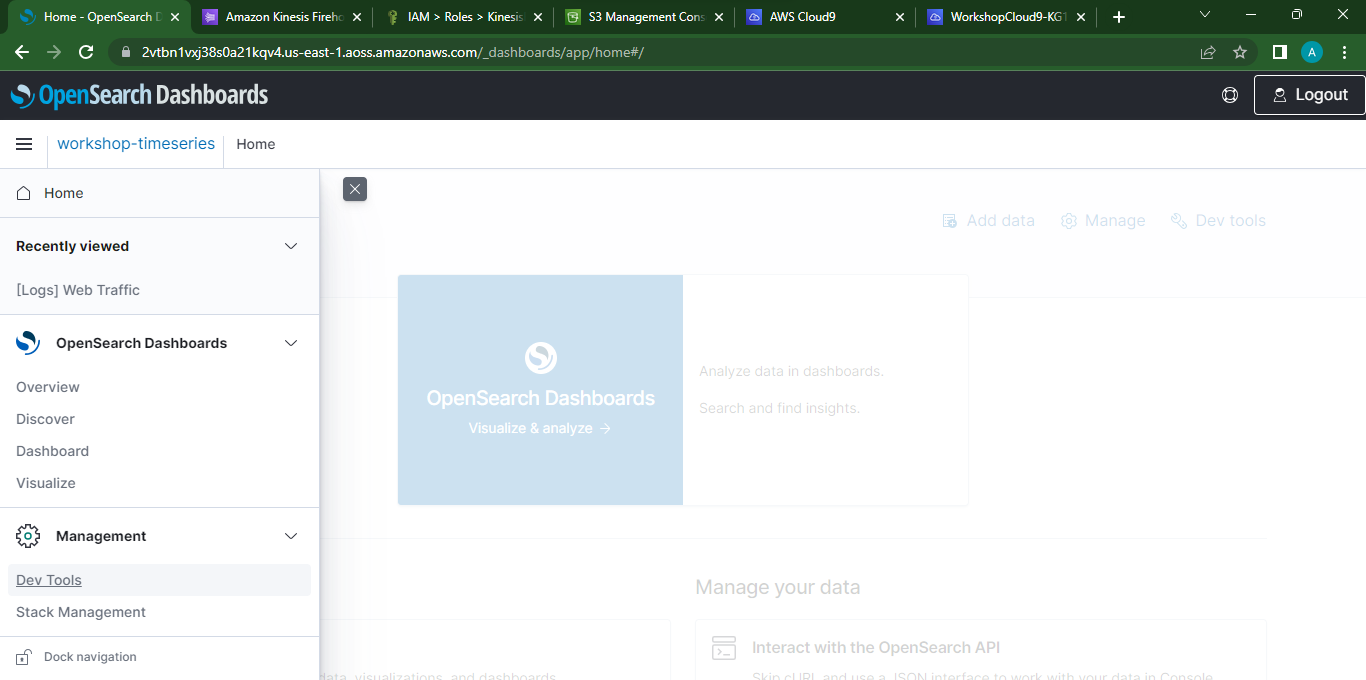 Home - OpenSearch D
Amazon Kinesis Fireho
IAM > Roles > Kinesis
S3 Management Cons
AWS Cloud9
WorkshopCloud9-KG1
2vtbn1vxj38s0a21kqv4.us-east-1.aoss.amazonaws.com/_dashboards/app/home#/
A
OpenSearch Dashboards
Logout
workshop-timeseries
Home
Home
Add data
Manage
Dev tools
Recently viewed
[Logs] Web Traffic
OpenSearch Dashboards
Overview
Discover
Dashboard
Visualize
Management
Dev Tools
Stack Management
Dock navigation
OpenSearch Dashboards
Visualize & analyze →
Analyze data in dashboards.
Search and find insights.
Manage your data
Interact with the OpenSearch API
Skip cURL and use a JSON interface to work with your data in Console.
data, visualizations, and dashboards.